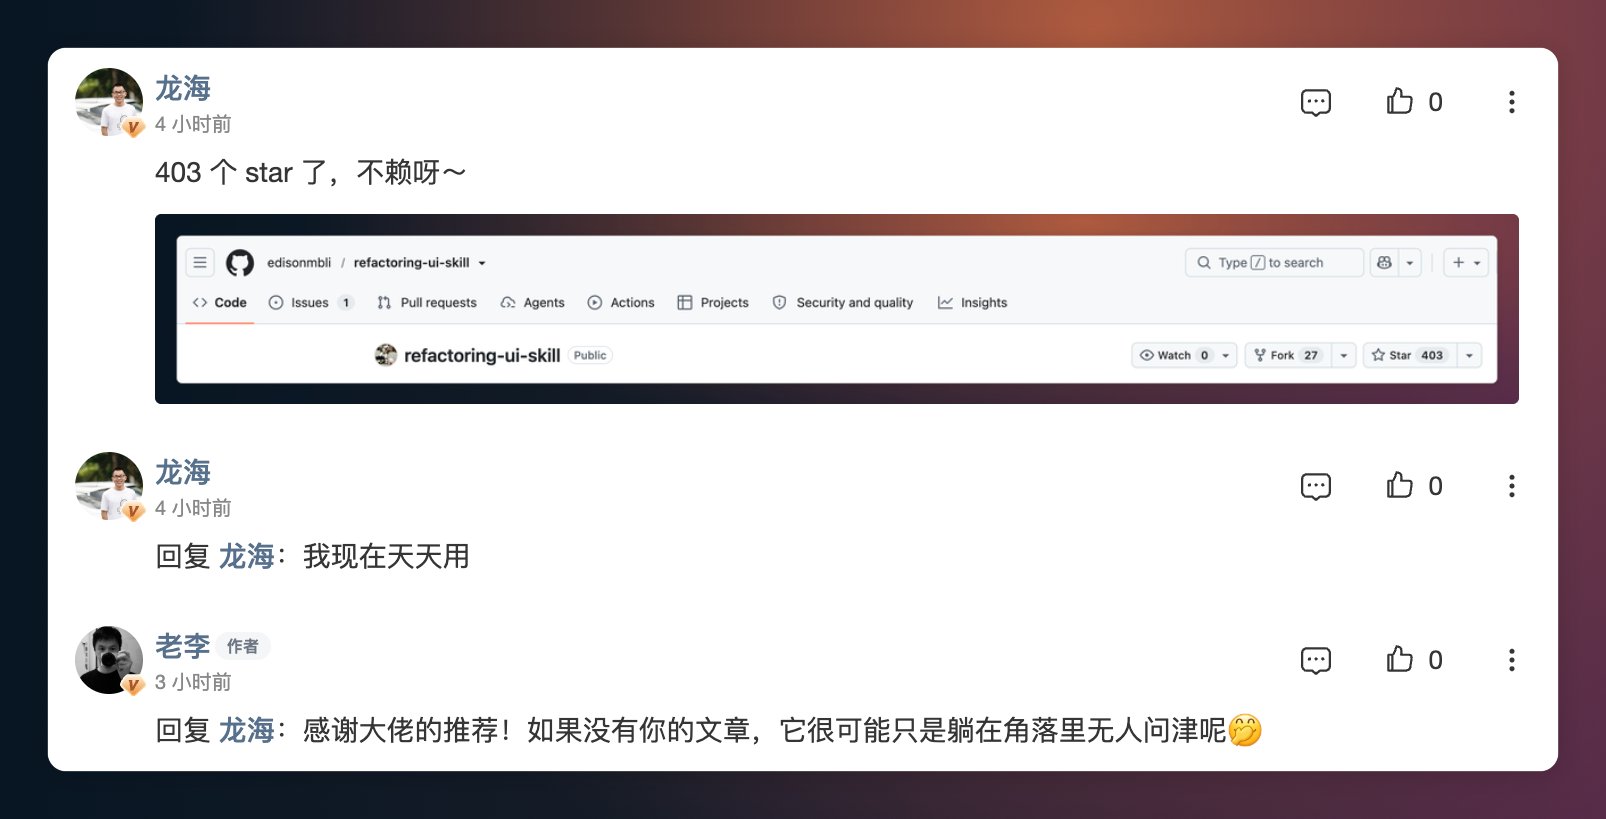 龙海
0
4 小时前
403 个 star 了，不赖呀～
edisonmbli / refactoring-ui-skill
Type / to search
Code Issues 1 Pull requests Agents Actions Projects Security and quality Insights
refactoring-ui-skill Public
Watch 0 Fork 27 Star 403
龙海
0
4 小时前
回复 龙海：我现在天天用
老李 作者
0
3 小时前
回复 龙海：感谢大佬的推荐！如果没有你的文章，它很可能只是躺在角落里无人问津呢🤭